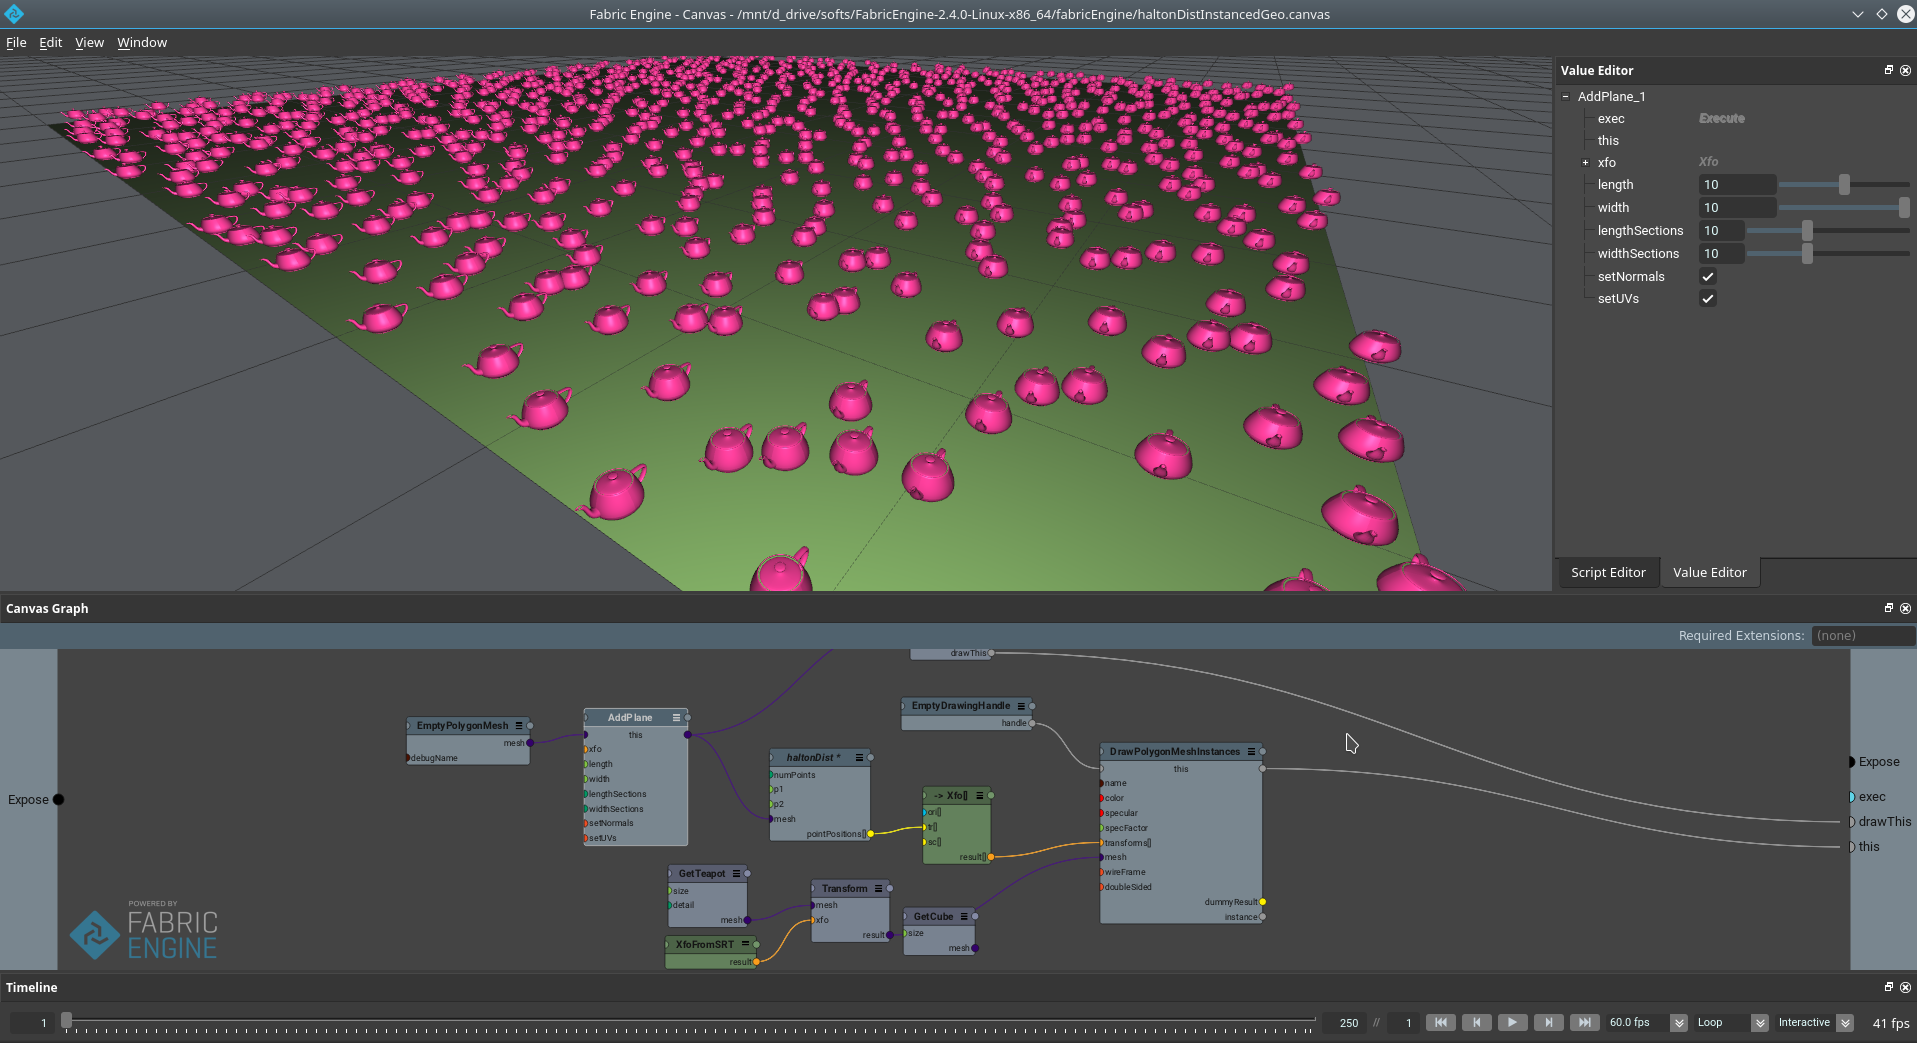 Fabric Engine - Canvas - /mnt/d_drive/softs/FabricEngine-2.4.0-Linux-x86_64/fabricEngine/haltonDistInstancedGeo.canvas
File Edit View Window
Value Editor
AddPlane_1
exec Execute
this
xfo Xfo
length 10
width 10
lengthSections 10
widthSections 10
setNormals
setUVs
Script Editor Value Editor
Canvas Graph
Required Extensions: (none)
Expose
EmptyPolygonMesh
mesh
debugName
AddPlane
this
xfo
length
width
lengthSections
widthSections
setNormals
setUVs
drawThis
EmptyDrawingHandle
handle
haltonDist *
numPoints
p1
p2
mesh
pointPositions[]
-> Xfo[]
ori[]
tr[]
sc[]
result[]
DrawPolygonMeshInstances
this
name
color
specular
specFactor
transforms[]
mesh
wireFrame
doubleSided
dummyResult
instance
GetTeapot
size
detail
mesh
XfoFromSRT
result
Transform
mesh
xfo
result
GetCube
size
mesh
Expose
exec
drawThis
this
POWERED BY
FABRIC
ENGINE
Timeline
1 250 // 1 60.0 fps Loop Interactive 41 fps